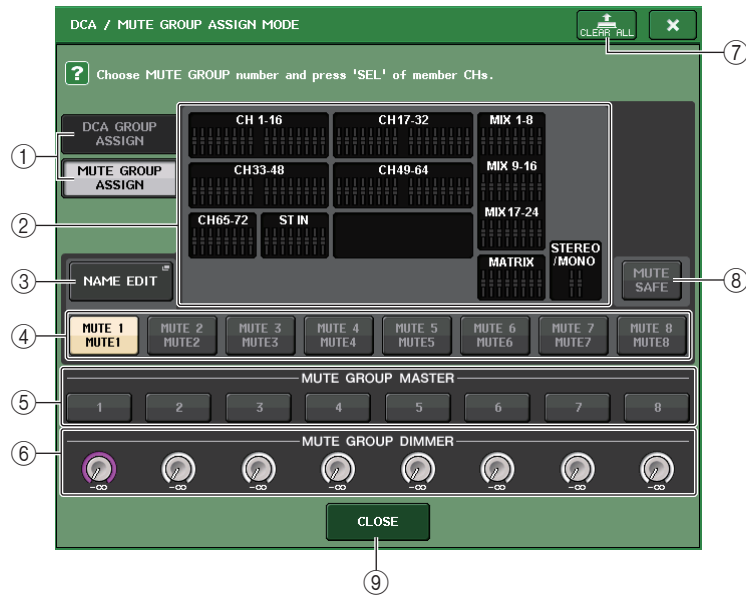 DCA / MUTE GROUP ASSIGN MODE
CLEAR ALL
×
⑦
? Choose MUTE GROUP number and press 'SEL' of member CHs.
①
DCA GROUP
ASSIGN
MUTE GROUP
ASSIGN
②
CH 1-16
CH17-32
MIX 1-8
CH33-48
CH49-64
MIX 9-16
CH65-72
ST IN
MIX17-24
MATRIX
STEREO
/MONO
③
NAME EDIT
MUTE
SAFE
⑧
④
MUTE 1
MUTE1
MUTE 2
MUTE2
MUTE 3
MUTE3
MUTE 4
MUTE4
MUTE 5
MUTE5
MUTE 6
MUTE6
MUTE 7
MUTE7
MUTE 8
MUTE8
⑤
MUTE GROUP MASTER
1 2 3 4 5 6 7 8
⑥
MUTE GROUP DIMMER
-∞ -∞ -∞ -∞ -∞ -∞ -∞ -∞
CLOSE
⑨